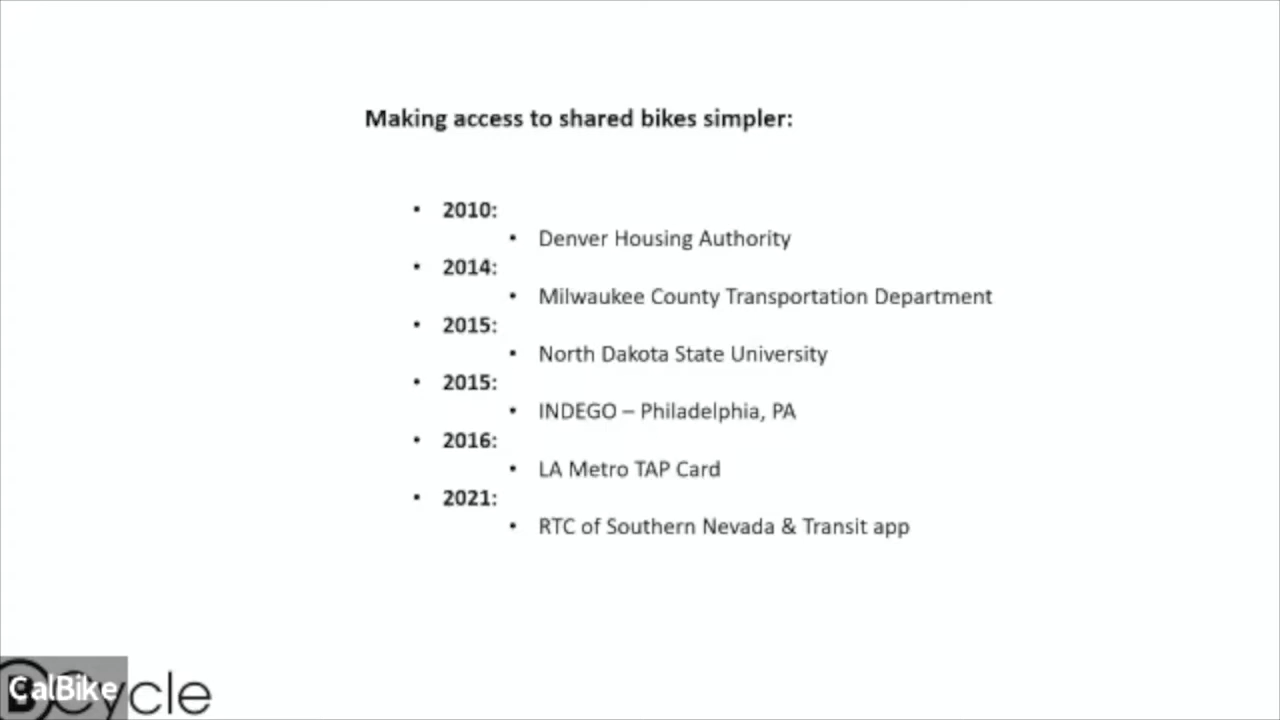 Making access to shared bikes simpler:
• 2010:
• Denver Housing Authority
• 2014:
• Milwaukee County Transportation Department
• 2015:
• North Dakota State University
• 2015:
• INDEGO – Philadelphia, PA
• 2016:
• LA Metro TAP Card
• 2021:
• RTC of Southern Nevada & Transit app
CalBike
BCycle